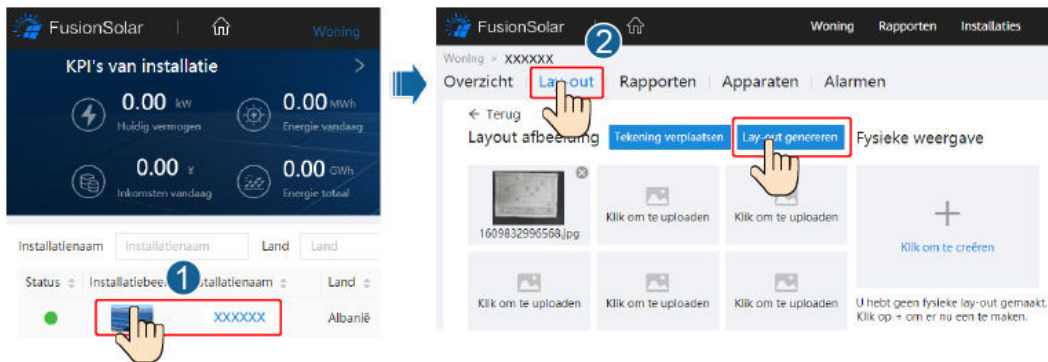 FusionSolar
Woning
KPI's van installatie
0.00 kW
Huidig vermogen
0.00 MWh
Energie vandaag
0.00 ¥
Inkomsten vandaag
0.00 GWh
Energie totaal
Installatienaam Installatienaam Land Land
Status Installatiebee 1 stallatienaam Land
XXXXXX Albanië
FusionSolar 2 Woning Rapporten Installaties
Woning > XXXXXX
Overzicht Lay-out Rapporten Apparaten Alarmen
← Terug
Layout afbeelding Tekening verplaatsen Lay-out genereren Fysieke weergave
1609832996568.jpg
Klik om te uploaden
Klik om te uploaden
Klik om te creëren
Klik om te uploaden
Klik om te uploaden
Klik om te uploaden
U hebt geen fysieke lay-out gemaakt.
Klik op + om er nu een te maken.